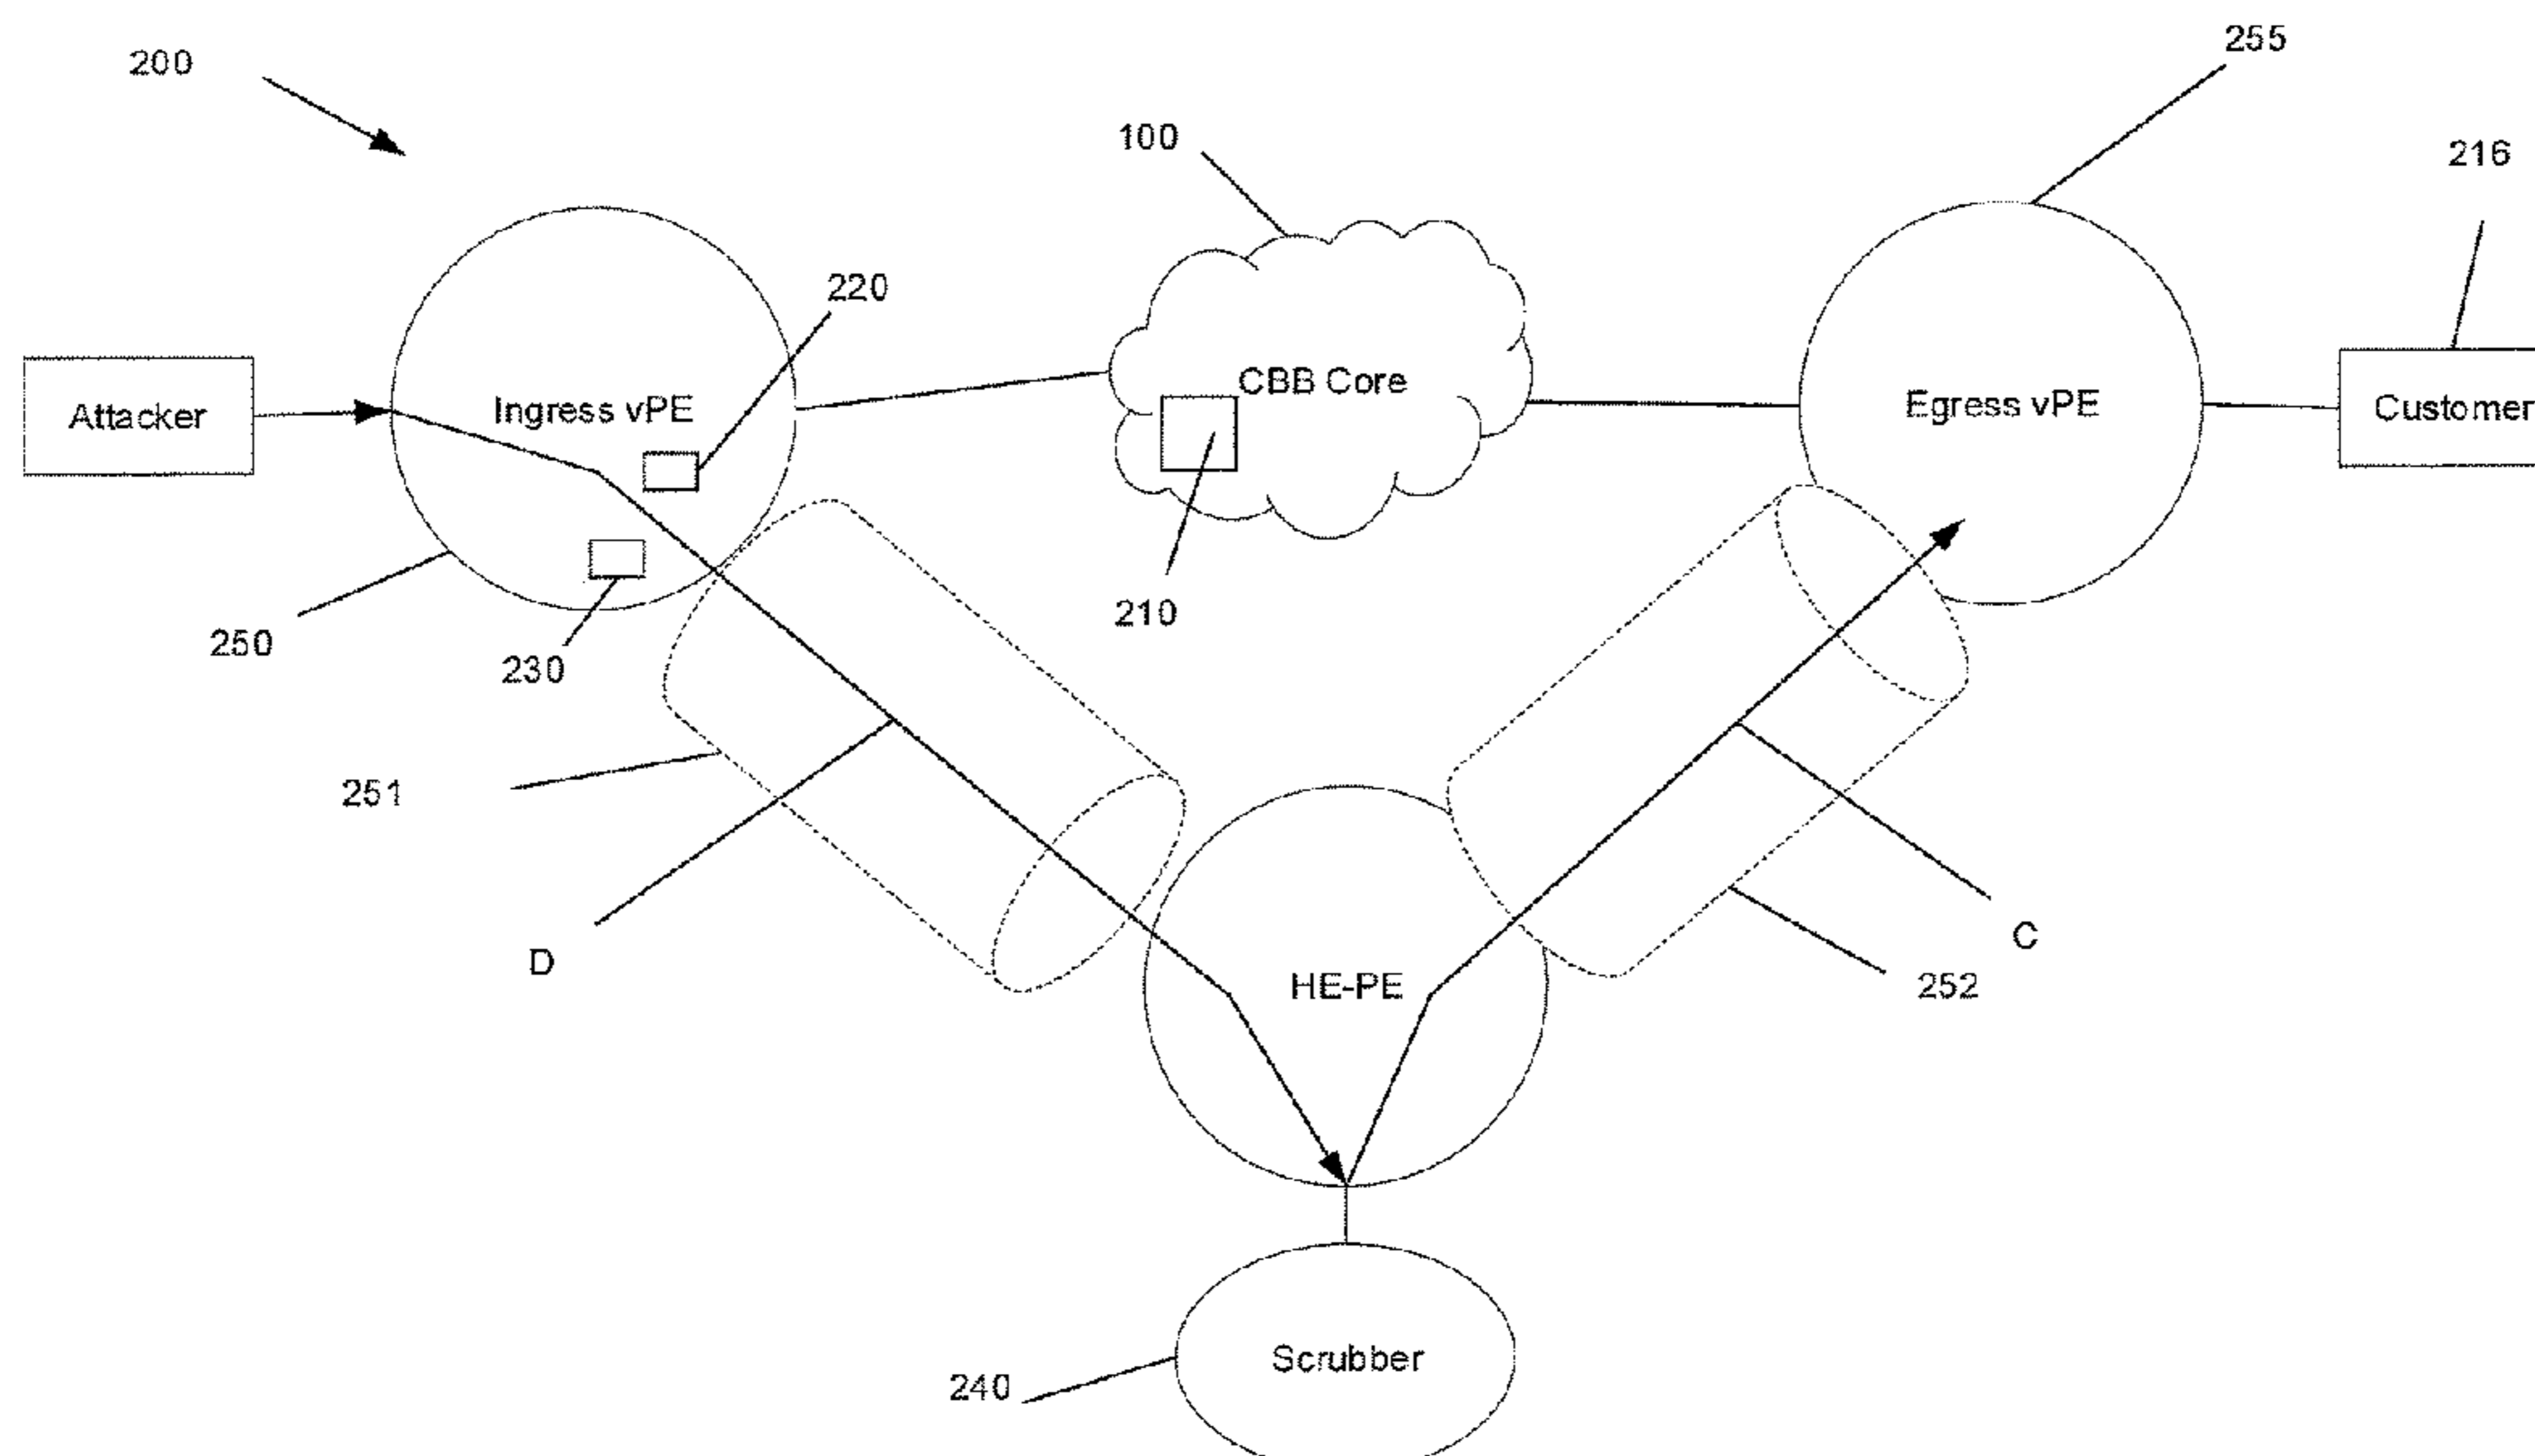 200
255
100
216
220
Attacker
Ingress vPE
CBB Core
Egress vPE
Customer
210
250
230
251
D
HE-PE
C
252
Scrubber
240